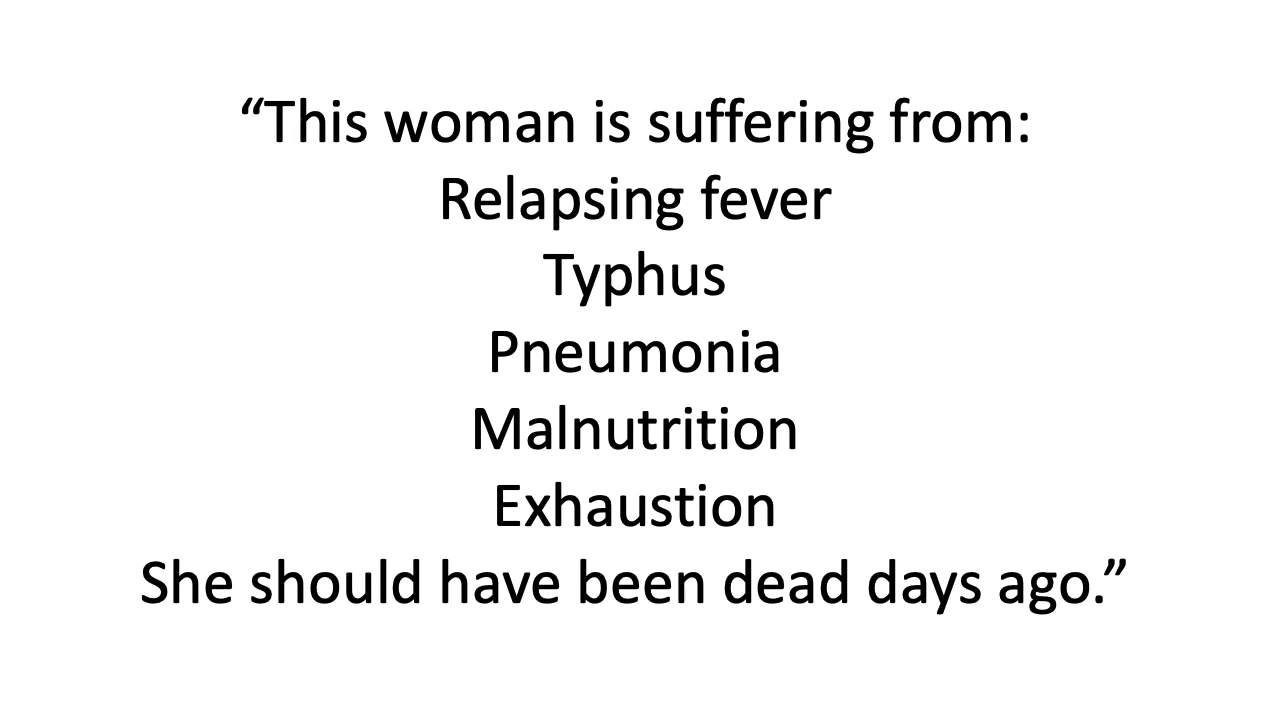 “This woman is suffering from:
Relapsing fever
Typhus
Pneumonia
Malnutrition
Exhaustion
She should have been dead days ago.”